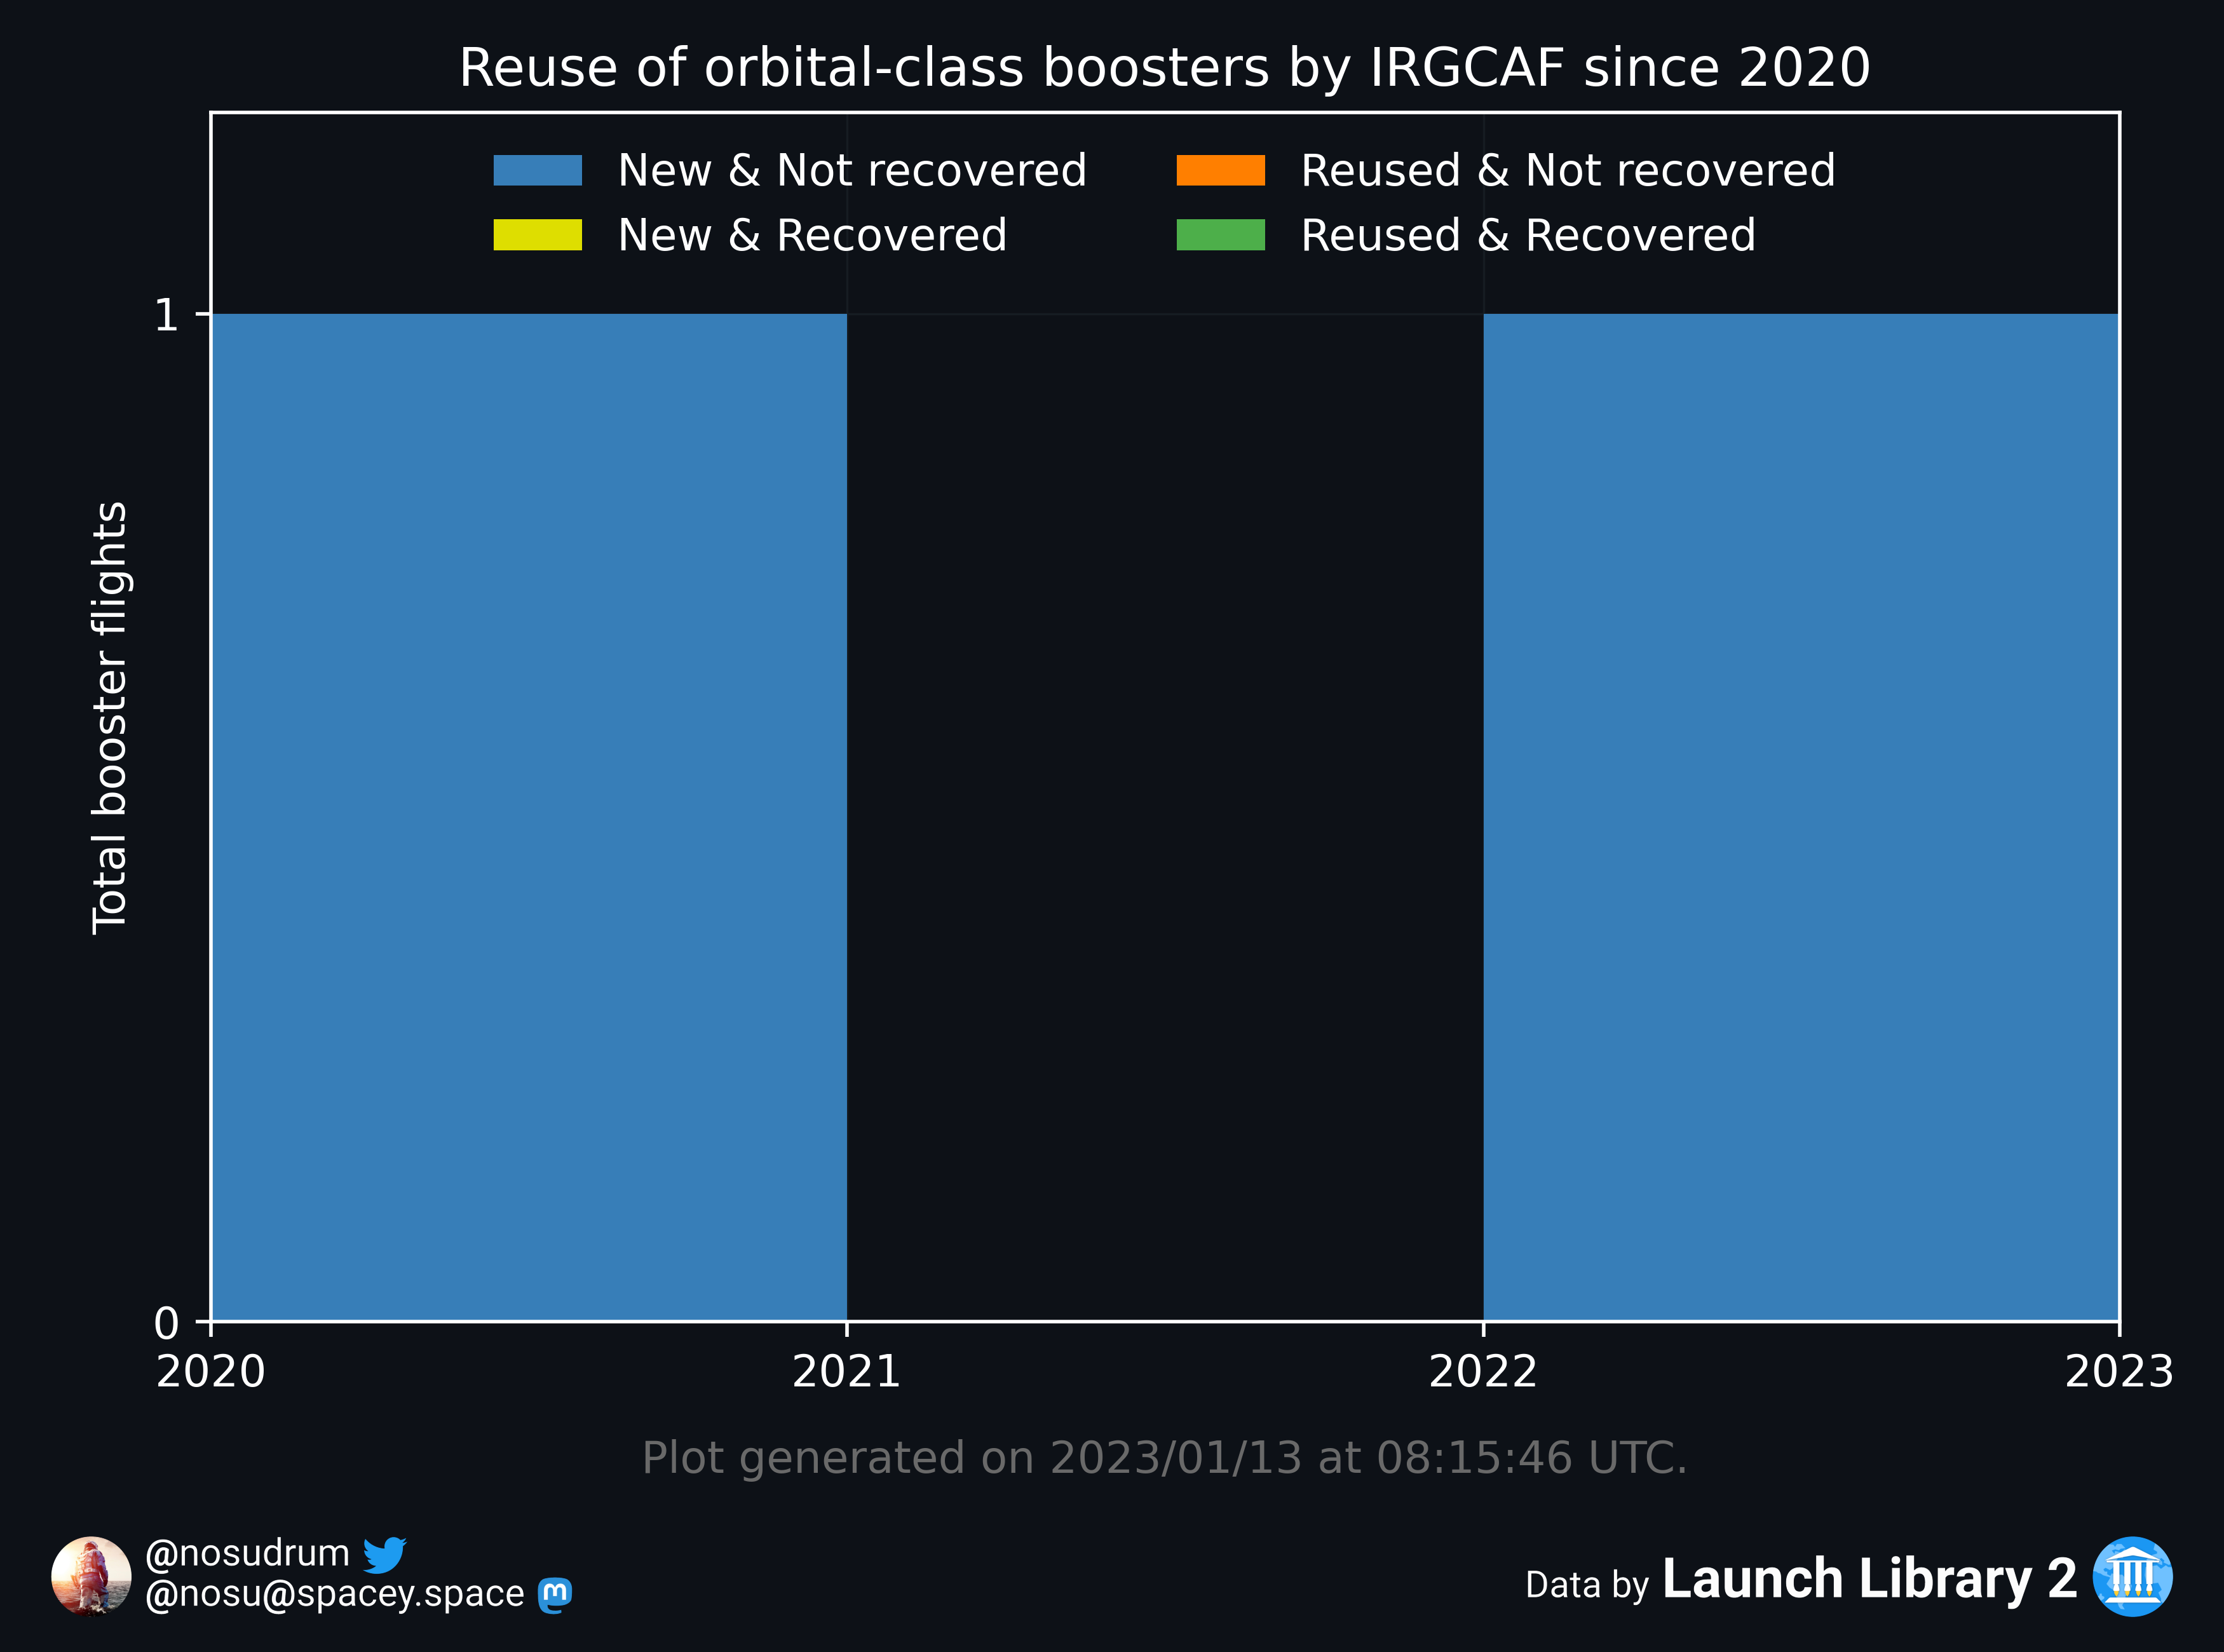 Reuse of orbital-class boosters by IRGCAF since 2020
New & Not recovered
New & Recovered
Reused & Not recovered
Reused & Recovered
Total booster flights
1
0
2020 2021 2022 2023
Plot generated on 2023/01/13 at 08:15:46 UTC.
@nosudrum
@nosu@spacey.space
Data by Launch Library 2